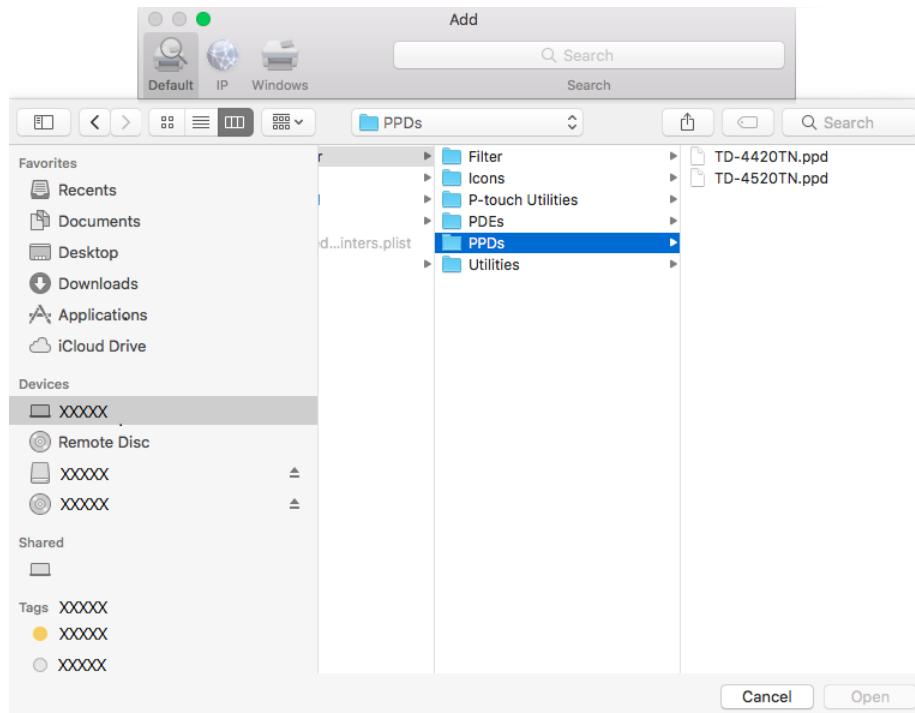 Add
Search
Default IP Windows Search
PPDs Search
Favorites
Recents
Documents
Desktop
Downloads
Applications
iCloud Drive
Devices
XXXXX
Remote Disc
XXXXX
XXXXX
Shared
Tags XXXXX
XXXXX
XXXXX
r
d...inters.plist
Filter
Icons
P-touch Utilities
PDEs
PPDs
Utilities
TD-4420TN.ppd
TD-4520TN.ppd
Cancel Open